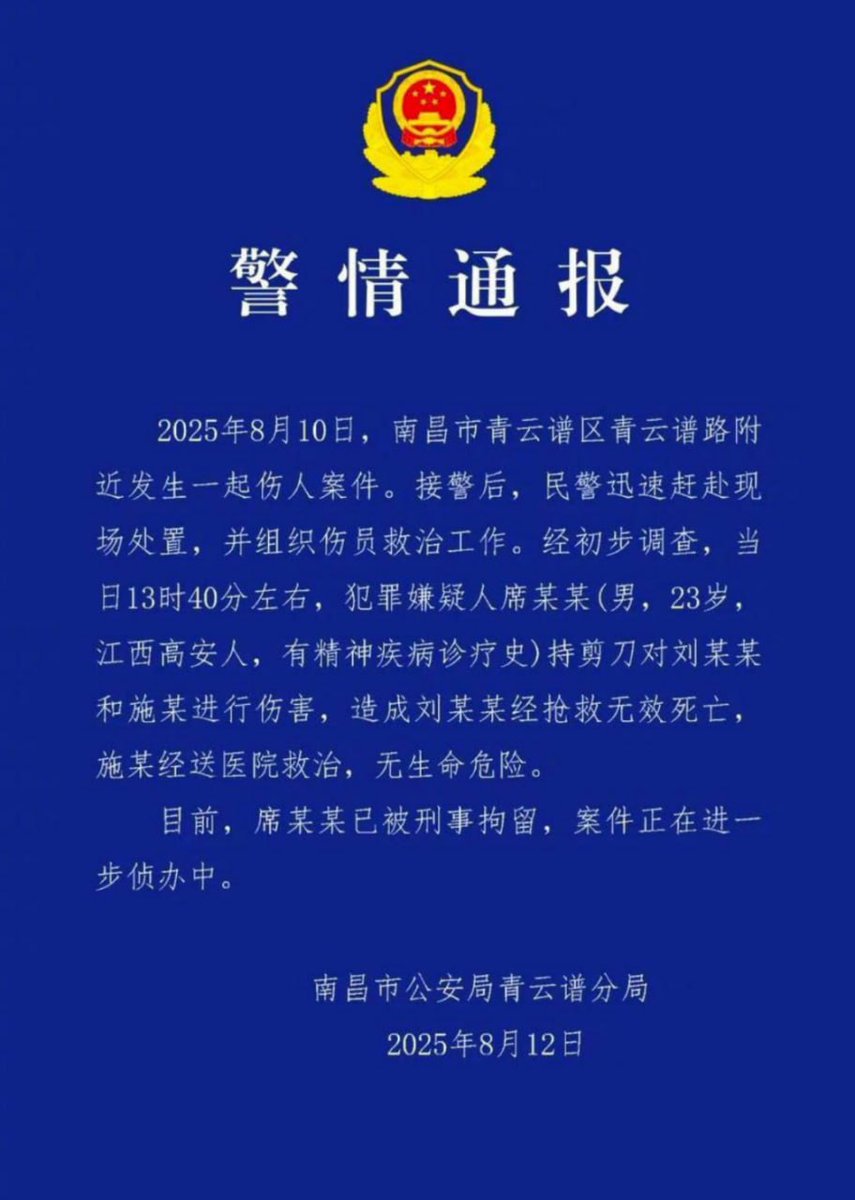 警情通报
2025年8月10日，南昌市青云谱区青云谱路附
近发生一起伤人案件。接警后，民警迅速赶赴现
场处置，并组织伤员救治工作。经初步调查，当
日13时40分左右，犯罪嫌疑人席某某(男，23岁，
江西高安人，有精神疾病诊疗史)持剪刀对刘某某
和施某进行伤害，造成刘某某经抢救无效死亡，
施某经送医院救治，无生命危险。
目前，席某某已被刑事拘留，案件正在进一
步侦办中。
南昌市公安局青云谱分局
2025年8月12日